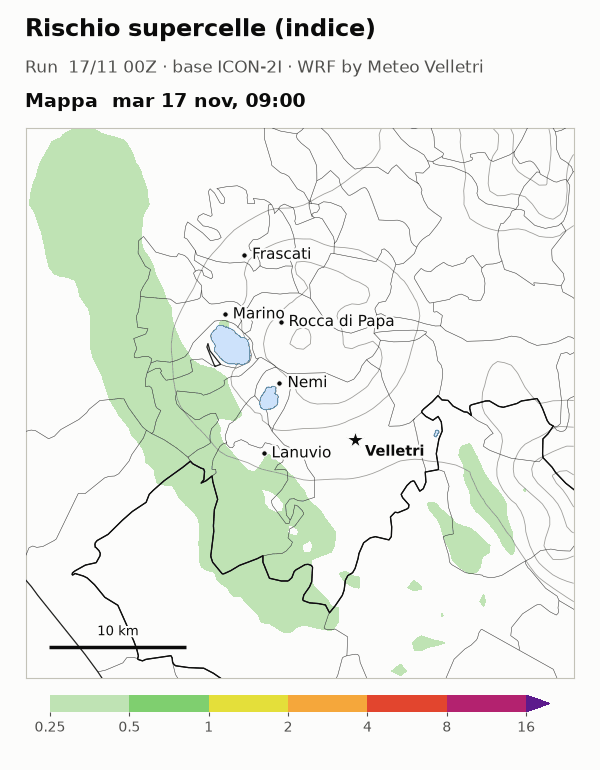 Rischio supercelle (indice)
Run  17/11 00Z · base ICON-2I · WRF by Meteo Velletri
Mappa  mar 17 nov, 09:00
Frascati
Marino
Rocca di Papa
Nemi
Velletri
Lanuvio
10 km
0.25 0.5 1 2 4 8 16